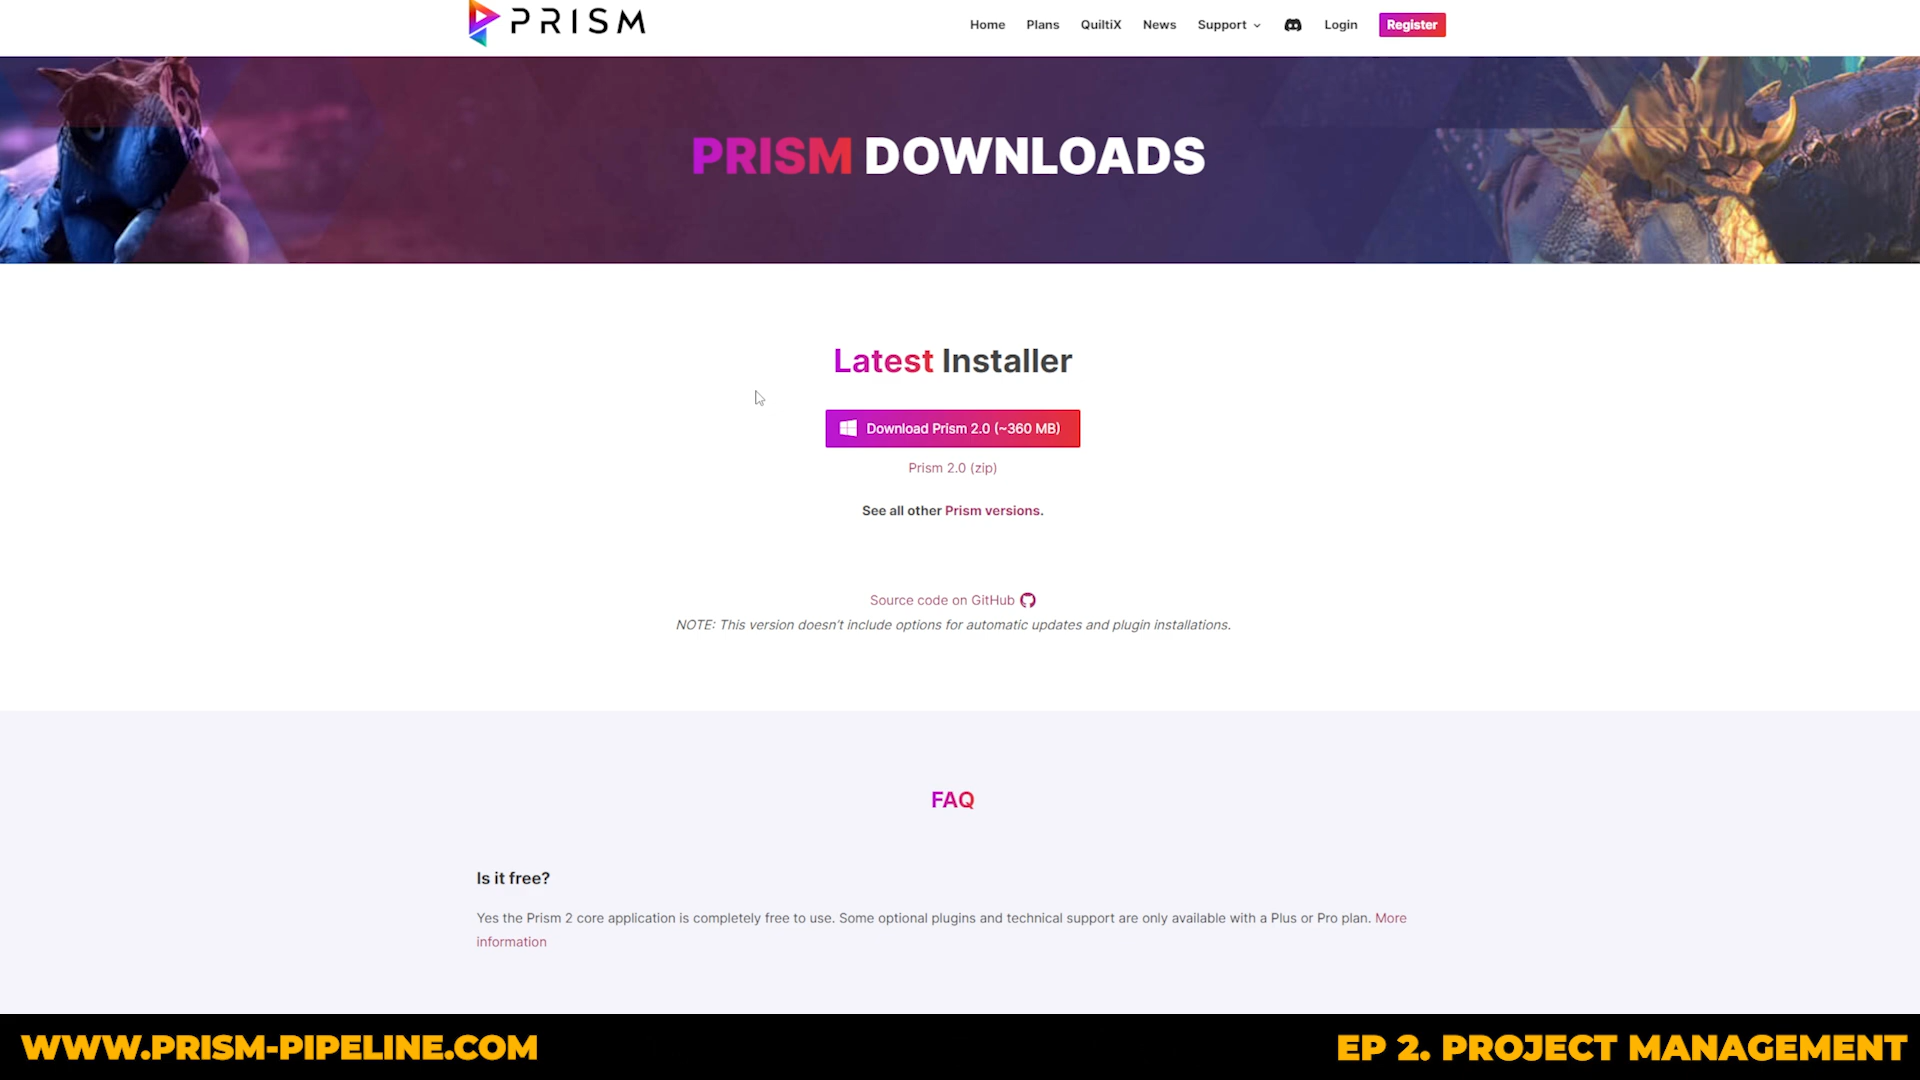 PRISM
Home
Plans
QuiltiX
News
Support
Login
Register
PRISM DOWNLOADS
Latest Installer
Download Prism 2.0 (~360 MB)
Prism 2.0 (zip)
See all other Prism versions.
Source code on GitHub
NOTE: This version doesn't include options for automatic updates and plugin installations.
FAQ
Is it free?
Yes the Prism 2 core application is completely free to use. Some optional plugins and technical support are only available with a Plus or Pro plan. More
information
WWW.PRISM-PIPELINE.COM
EP 2. PROJECT MANAGEMENT